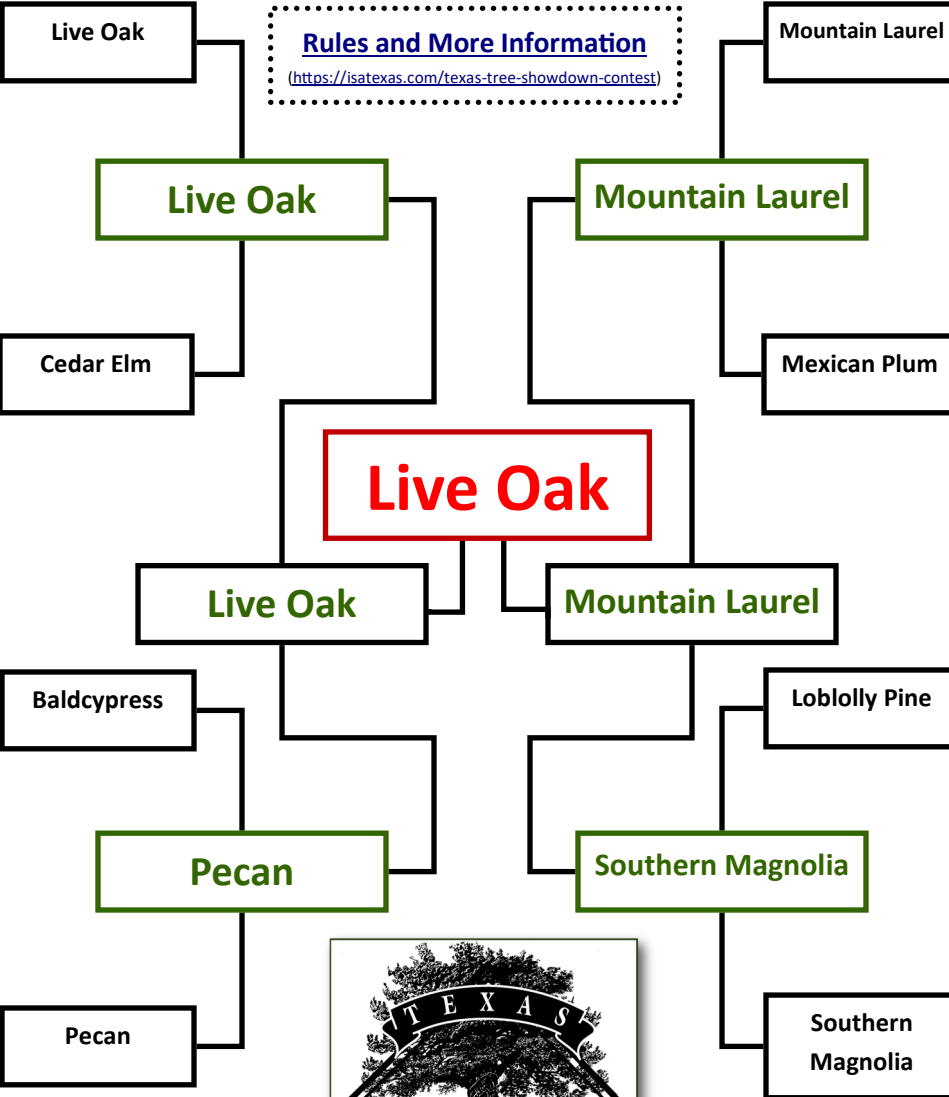 Live Oak
Rules and More Information
(https://isatexas.com/texas-tree-showdown-contest)
Mountain Laurel
Live Oak
Mountain Laurel
Cedar Elm
Mexican Plum
Live Oak
Live Oak
Mountain Laurel
Baldcypress
Loblolly Pine
Pecan
Southern Magnolia
TEXAS
Pecan
Southern
Magnolia